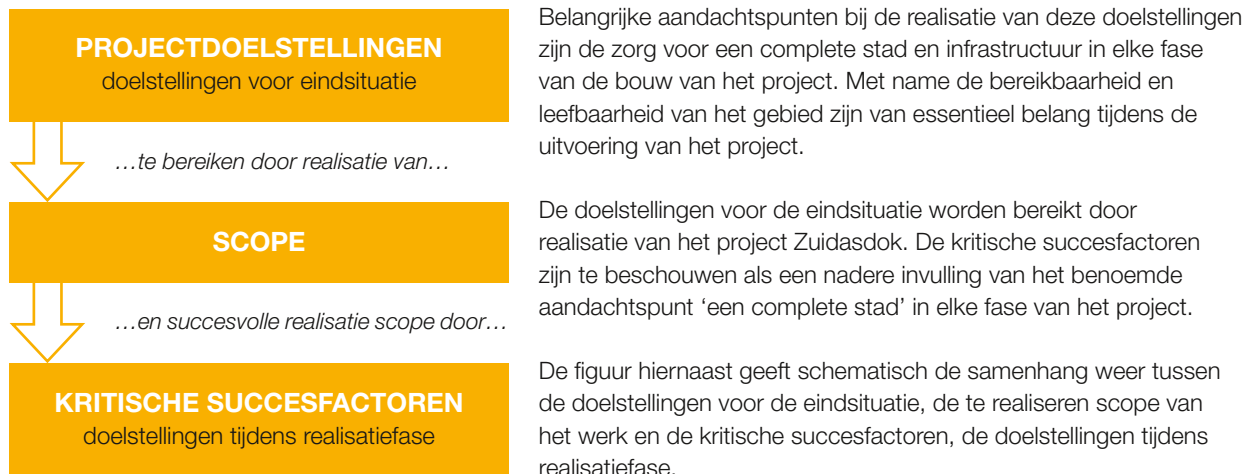 PROJECTDOELSTELLINGEN
doelstellingen voor eindsituatie
…te bereiken door realisatie van…
SCOPE
…en succesvolle realisatie scope door…
KRITISCHE SUCCESFACTOREN
doelstellingen tijdens realisatiefase
Belangrijke aandachtspunten bij de realisatie van deze doelstellingen
zijn de zorg voor een complete stad en infrastructuur in elke fase
van de bouw van het project. Met name de bereikbaarheid en
leefbaarheid van het gebied zijn van essentieel belang tijdens de
uitvoering van het project.
De doelstellingen voor de eindsituatie worden bereikt door
realisatie van het project Zuidasdok. De kritische succesfactoren
zijn te beschouwen als een nadere invulling van het benoemde
aandachtspunt ‘een complete stad’ in elke fase van het project.
De figuur hiernaast geeft schematisch de samenhang weer tussen
de doelstellingen voor de eindsituatie, de te realiseren scope van
het werk en de kritische succesfactoren, de doelstellingen tijdens
realisatiefase.